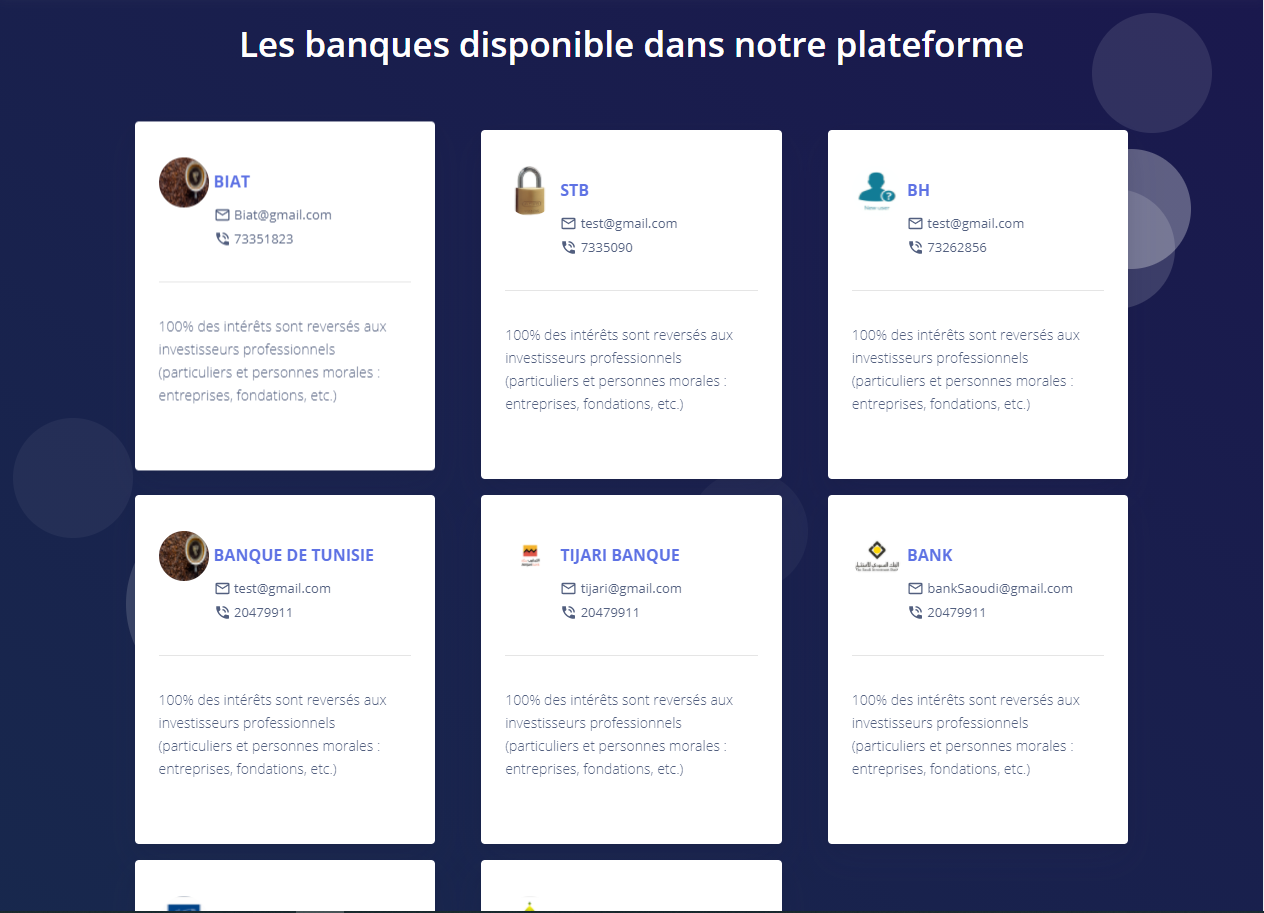 Les banques disponible dans notre plateforme
BIAT
Biat@gmail.com
73351823
100% des intérêts sont reversés aux
investisseurs professionnels
(particuliers et personnes morales :
entreprises, fondations, etc.)
STB
test@gmail.com
7335090
100% des intérêts sont reversés aux
investisseurs professionnels
(particuliers et personnes morales :
entreprises, fondations, etc.)
BH
test@gmail.com
73262856
100% des intérêts sont reversés aux
investisseurs professionnels
(particuliers et personnes morales :
entreprises, fondations, etc.)
BANQUE DE TUNISIE
test@gmail.com
20479911
100% des intérêts sont reversés aux
investisseurs professionnels
(particuliers et personnes morales :
entreprises, fondations, etc.)
TIJARI BANQUE
tijari@gmail.com
20479911
100% des intérêts sont reversés aux
investisseurs professionnels
(particuliers et personnes morales :
entreprises, fondations, etc.)
BANK
bankSaoudi@gmail.com
20479911
100% des intérêts sont reversés aux
investisseurs professionnels
(particuliers et personnes morales :
entreprises, fondations, etc.)